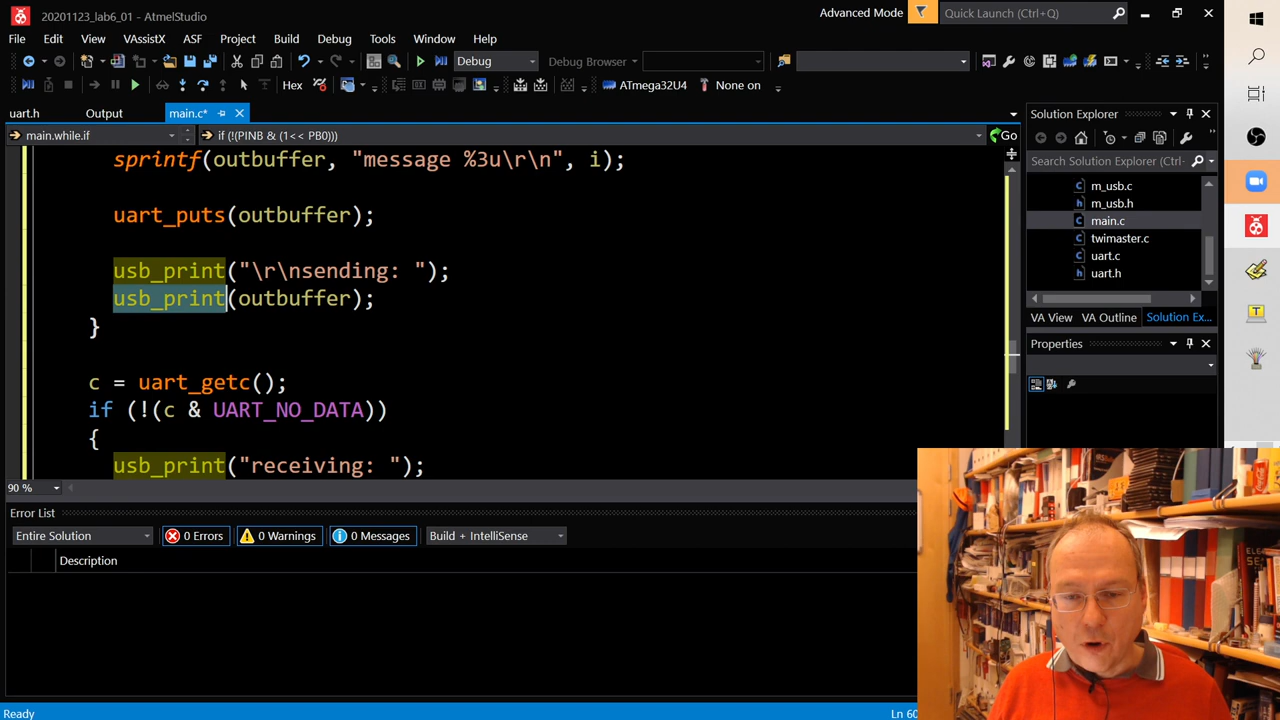 20201123_lab6_01 - AtmelStudio
Advanced Mode
Quick Launch (Ctrl+Q)
File Edit View VAssistX ASF Project Build Debug Tools Window Help
Debug
Debug Browser
Hex
ATmega32U4
None on
uart.h Output main.c*
main.while.if
if (!(PINB & (1<< PB0)))
Go
sprintf(outbuffer, "message %3u\r\n", i);
uart_puts(outbuffer);
usb_print("\r\nsending: ");
usb_print(outbuffer);
}
c = uart_getc();
if (!(c & UART_NO_DATA))
{
usb_print("receiving: ");
90 %
Solution Explorer
Search Solution Explorer (Ctrl+
m_usb.c
m_usb.h
main.c
twimaster.c
uart.c
uart.h
VA View VA Outline Solution Ex...
Properties
Error List
Entire Solution
0 Errors
0 Warnings
0 Messages
Build + IntelliSense
Description
Ready
Ln 60